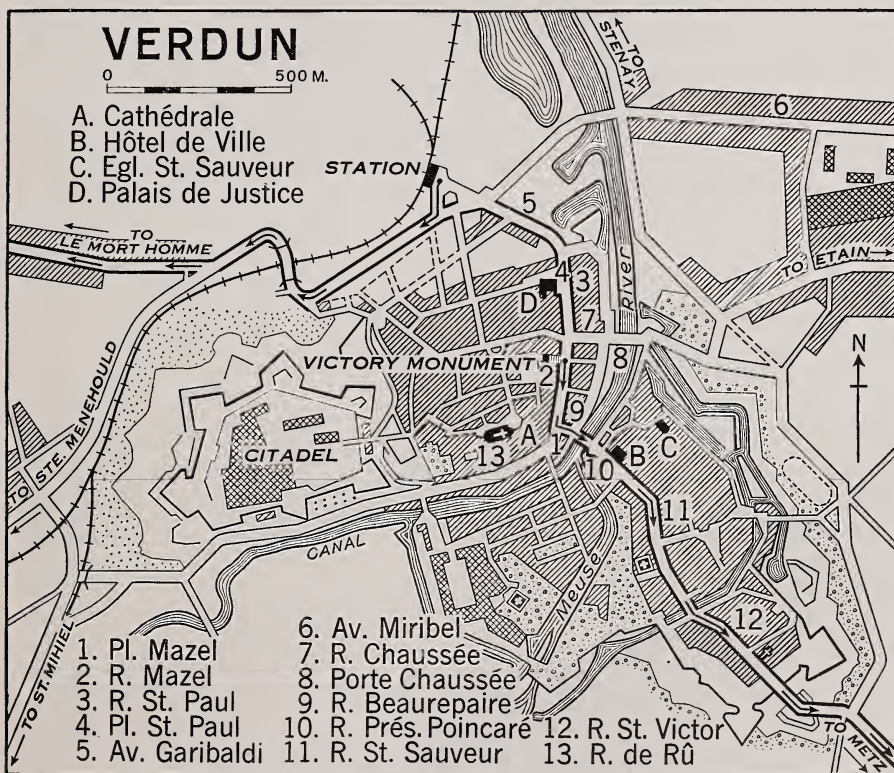 VERDUN
0 500 M.
A. Cathédrale
B. Hôtel de Ville
C. Egl. St. Sauveur
D. Palais de Justice
TO STENAY
6
STATION
5
TO LE MORT HOMME
TO ETAIN
4 3
D
7
River
N
VICTORY MONUMENT
2
8
TO STE. MENEHOULD
9
CITADEL
13
A
1
10
B
C
11
CANAL
Meuse
12
TO ST. MIHIEL
TO METZ
1. Pl. Mazel
2. R. Mazel
3. R. St. Paul
4. Pl. St. Paul
5. Av. Garibaldi
6. Av. Miribel
7. R. Chaussée
8. Porte Chaussée
9. R. Beaurepaire
10. R. Prés. Poincaré
11. R. St. Sauveur
12. R. St. Victor
13. R. de Rû